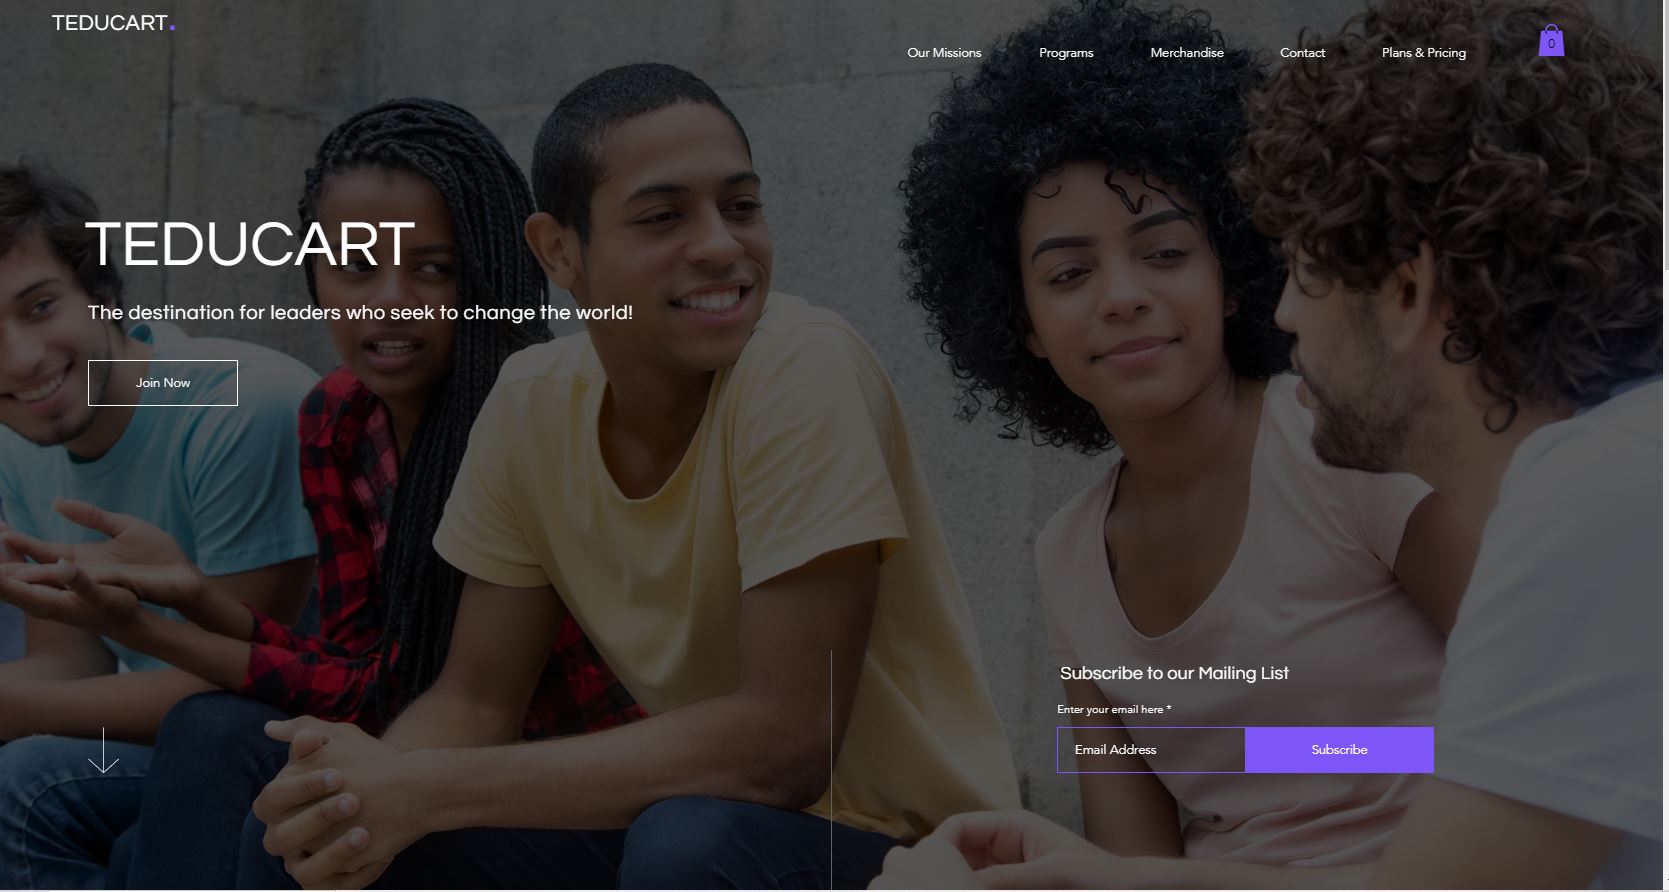 TEDUCART.
Our Missions
Programs
Merchandise
Contact
Plans & Pricing
0
TEDUCART
The destination for leaders who seek to change the world!
Join Now
Subscribe to our Mailing List
Enter your email here *
Email Address
Subscribe